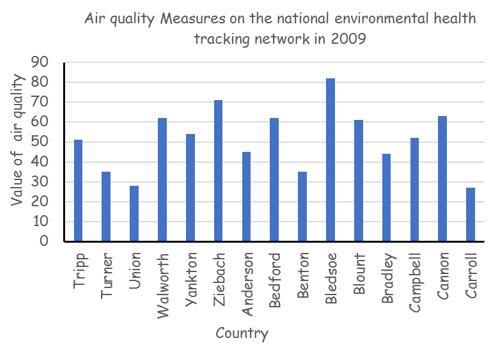 Air quality Measures on the national environmental health
tracking network in 2009
Value of air quality
90
80
70
60
50
40
30
20
10
0
Tripp
Turner
Union
Walworth
Yankton
Ziebach
Anderson
Bedford
Benton
Bledsoe
Blount
Bradley
Campbell
Cannon
Carroll
Country